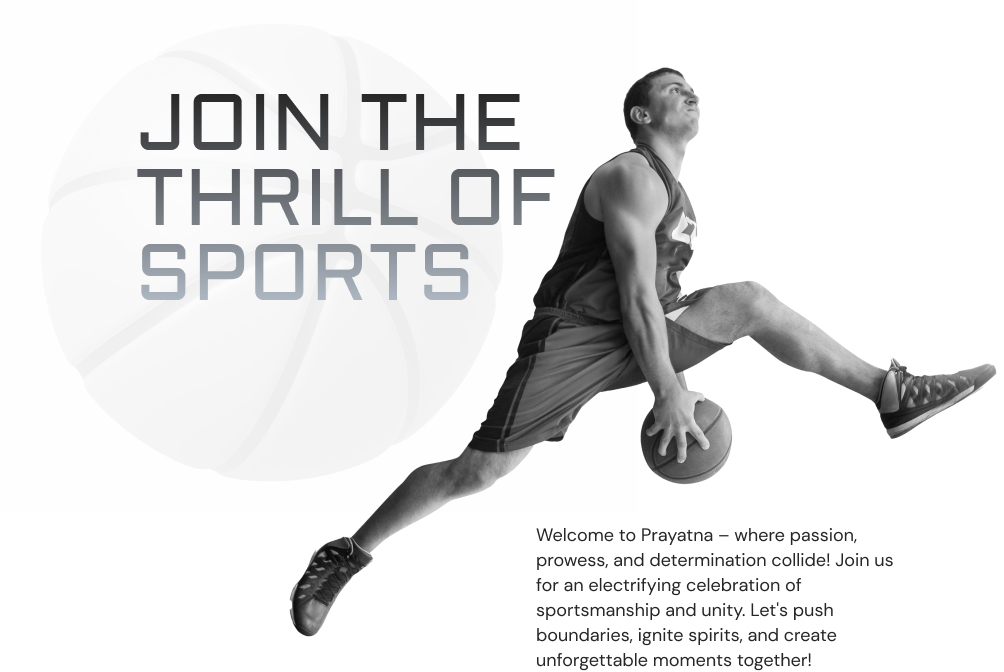 JOIN THE
THRILL OF
SPORTS
Welcome to Prayatna – where passion,
prowess, and determination collide! Join us
for an electrifying celebration of
sportsmanship and unity. Let's push
boundaries, ignite spirits, and create
unforgettable moments together!